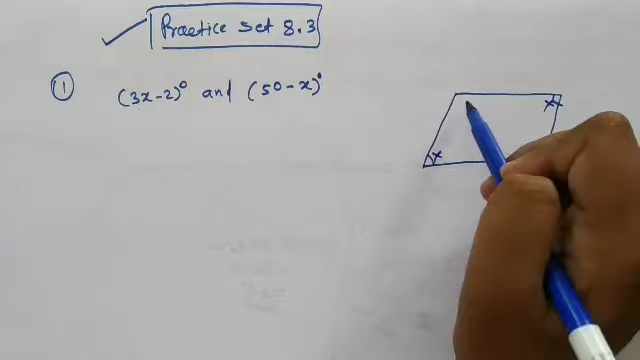 Practice Set 8.3
① (3x-2)° and (50-x)°
x x